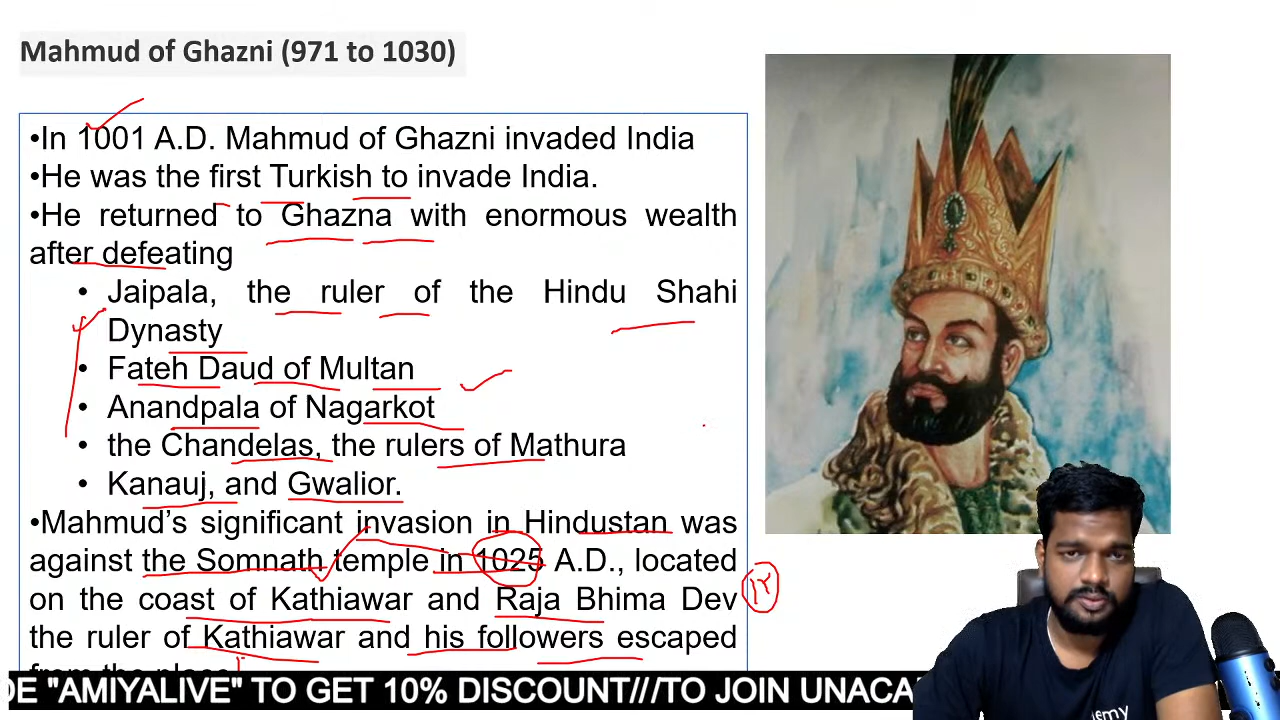 Mahmud of Ghazni (971 to 1030)
•In 1001 A.D. Mahmud of Ghazni invaded India
•He was the first Turkish to invade India.
•He returned to Ghazna with enormous wealth
after defeating
• Jaipala, the ruler of the Hindu Shahi
Dynasty
• Fateh Daud of Multan
• Anandpala of Nagarkot
• the Chandelas, the rulers of Mathura
• Kanauj, and Gwalior.
•Mahmud's significant invasion in Hindustan was
against the Somnath temple in 1025 A.D., located
on the coast of Kathiawar and Raja Bhima Dev
the ruler of Kathiawar and his followers escaped
from the place
DE "AMIYALIVE" TO GET 10% DISCOUNT///TO JOIN UNACA